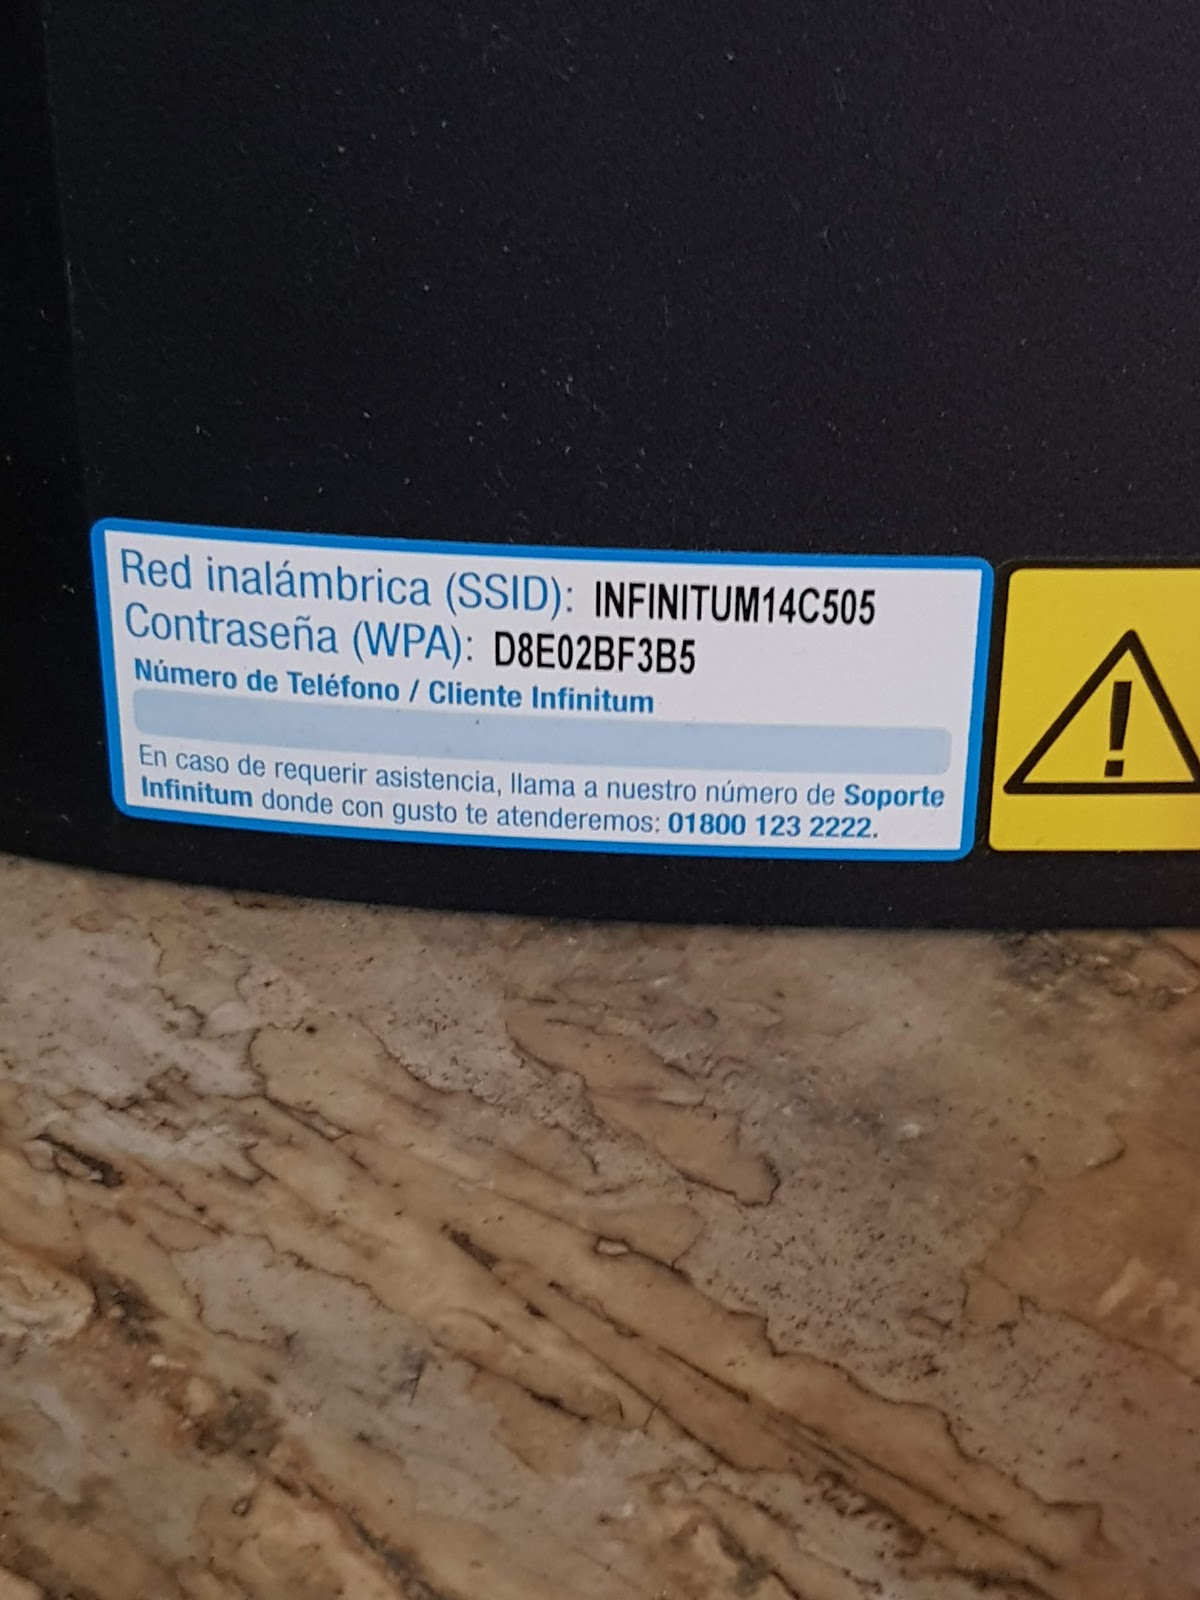 Red inalámbrica (SSID): INFINITUM14C505
Contraseña (WPA): D8E02BF3B5
Número de Teléfono / Cliente Infinitum
En caso de requerir asistencia, llama a nuestro número de Soporte
Infinitum donde con gusto te atenderemos: 01800 123 2222.